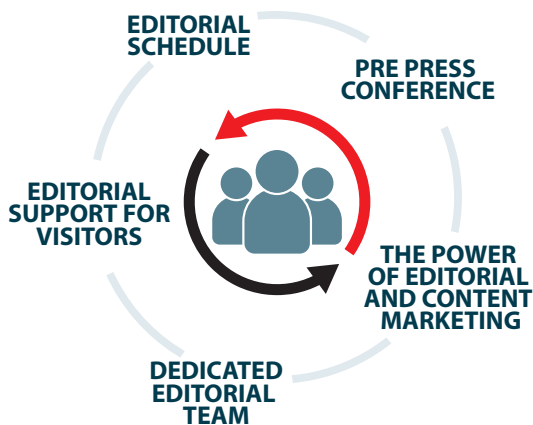 EDITORIAL
SCHEDULE
PRE PRESS
CONFERENCE
THE POWER
OF EDITORIAL
AND CONTENT
MARKETING
DEDICATED
EDITORIAL
TEAM
EDITORIAL
SUPPORT FOR
VISITORS